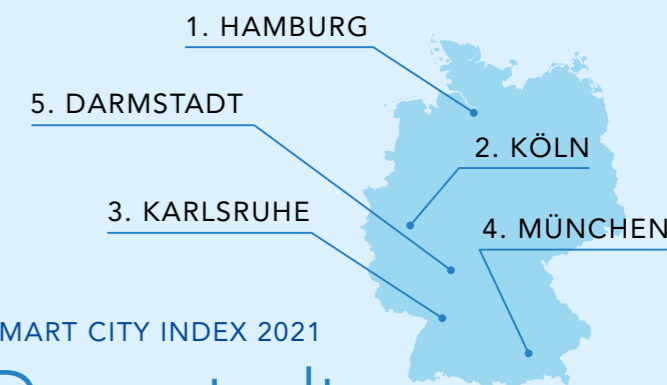 1. HAMBURG
5. DARMSTADT
2. KÖLN
3. KARLSRUHE
4. MÜNCHEN
MART CITY INDEX 2021